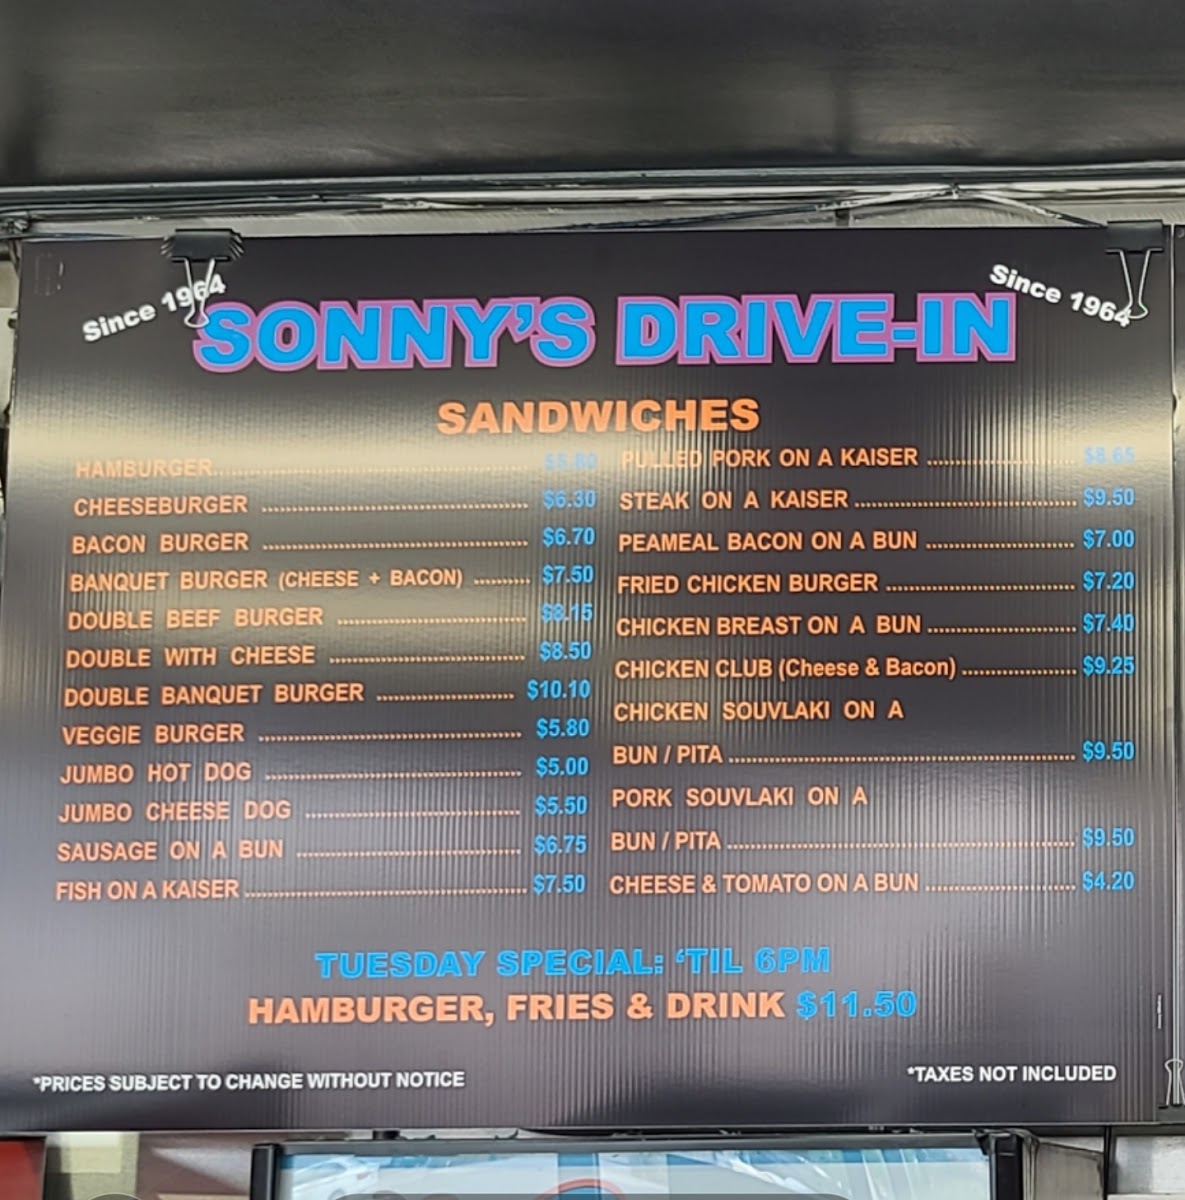 Since 1964
Since 1964
SONNY'S DRIVE-IN
SANDWICHES
HAMBURGER $5.80
CHEESEBURGER $6.30
BACON BURGER $6.70
BANQUET BURGER (CHEESE + BACON) $7.50
DOUBLE BEEF BURGER $8.15
DOUBLE WITH CHEESE $8.50
DOUBLE BANQUET BURGER $10.10
VEGGIE BURGER $5.80
JUMBO HOT DOG $5.00
JUMBO CHEESE DOG $5.50
SAUSAGE ON A BUN $6.75
FISH ON A KAISER $7.50
PULLED PORK ON A KAISER $8.65
STEAK ON A KAISER $9.50
PEAMEAL BACON ON A BUN $7.00
FRIED CHICKEN BURGER $7.20
CHICKEN BREAST ON A BUN $7.40
CHICKEN CLUB (Cheese & Bacon) $9.25
CHICKEN SOUVLAKI ON A
BUN / PITA $9.50
PORK SOUVLAKI ON A
BUN / PITA $9.50
CHEESE & TOMATO ON A BUN $4.20
TUESDAY SPECIAL: 'TIL 6PM
HAMBURGER, FRIES & DRINK $11.50
*PRICES SUBJECT TO CHANGE WITHOUT NOTICE
*TAXES NOT INCLUDED